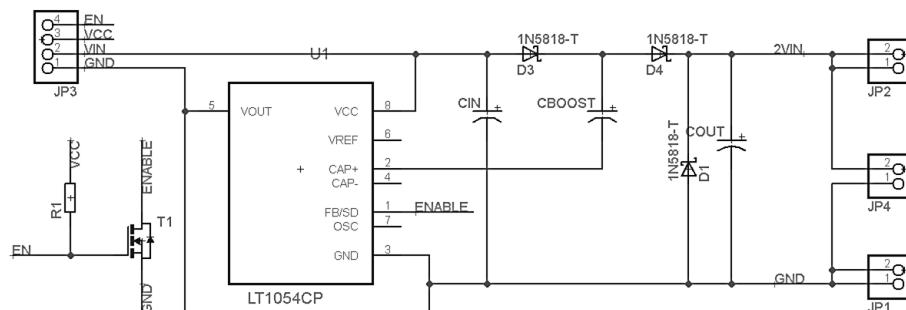 4 EN
3 VCC
2 VIN
1 GND
JP3
U1
1N5818-T
D3
1N5818-T
D4
2VIN
2
1
JP2
5 VOUT
VCC 8
VREF 6
CAP+ 2
CAP- 4
FB/SD 1 ENABLE
OSC 7
GND 3
LT1054CP
CIN
CBOOST
1N5818-T
D1
COUT
2
1
JP4
VCC
R1
ENABLE
T1
EN
GND
GND
2
1
JP1